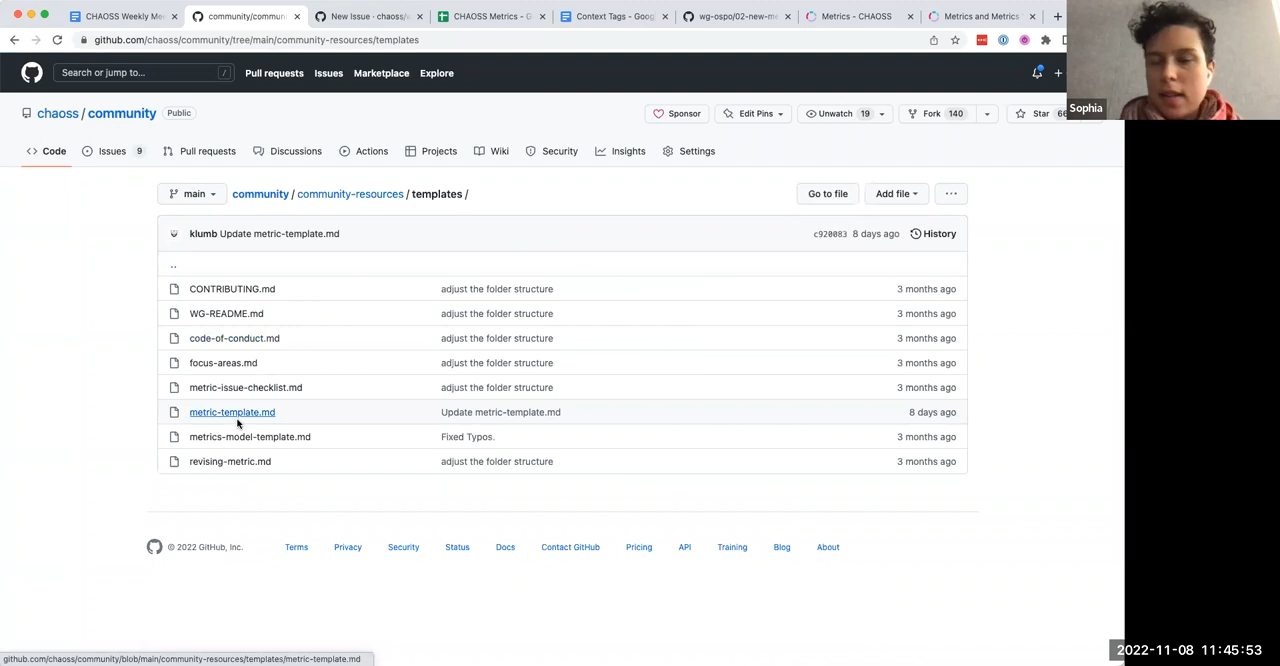 CHAOSS Weekly Me
community/commun
New Issue · chaoss/w
CHAOSS Metrics - G
Context Tags - Goog
wg-ospo/02-new-m
Metrics - CHAOSS
Metrics and Metrics
github.com/chaoss/community/tree/main/community-resources/templates
Search or jump to...
/
Pull requests
Issues
Marketplace
Explore
Sophia
chaoss / community
Public
Sponsor
Edit Pins
Unwatch 19
Fork 140
Star 66
Code
Issues 9
Pull requests
Discussions
Actions
Projects
Wiki
Security
Insights
Settings
main
community / community-resources / templates /
Go to file
Add file
...
klumb Update metric-template.md
c920083 8 days ago
History
..
CONTRIBUTING.md adjust the folder structure 3 months ago
WG-README.md adjust the folder structure 3 months ago
code-of-conduct.md adjust the folder structure 3 months ago
focus-areas.md adjust the folder structure 3 months ago
metric-issue-checklist.md adjust the folder structure 3 months ago
metric-template.md Update metric-template.md 8 days ago
metrics-model-template.md Fixed Typos. 3 months ago
revising-metric.md adjust the folder structure 3 months ago
© 2022 GitHub, Inc.
Terms
Privacy
Security
Status
Docs
Contact GitHub
Pricing
API
Training
Blog
About
github.com/chaoss/community/blob/main/community-resources/templates/metric-template.md
2022-11-08 11:45:53